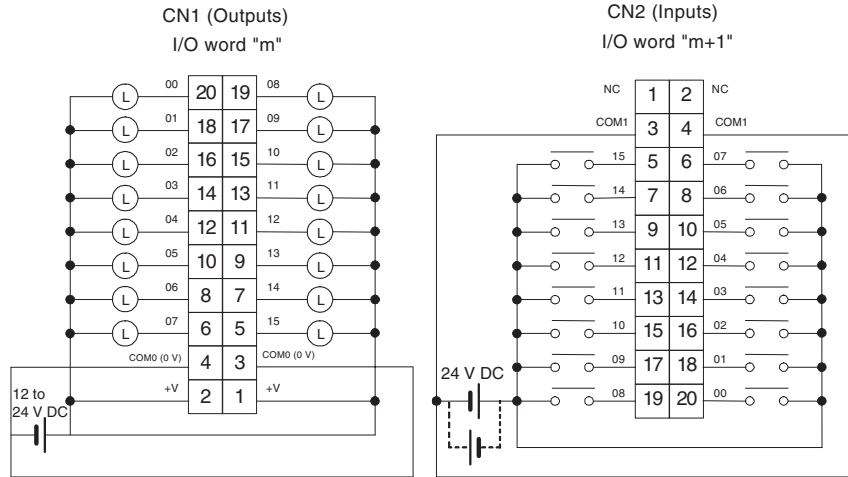 CN1 (Outputs)
I/O word "m"
00 20 19 08
L L
01 18 17 09
L L
02 16 15 10
L L
03 14 13 11
L L
04 12 11 12
L L
05 10 9 13
L L
06 8 7 14
L L
07 6 5 15
L L
COM0 (0 V) 4 3 COM0 (0 V)
+V 2 1 +V
12 to
24 V DC
CN2 (Inputs)
I/O word "m+1"
NC 1 2 NC
COM1 3 4 COM1
15 5 6 07
14 7 8 06
13 9 10 05
12 11 12 04
11 13 14 03
10 15 16 02
09 17 18 01
24 V DC
08 19 20 00